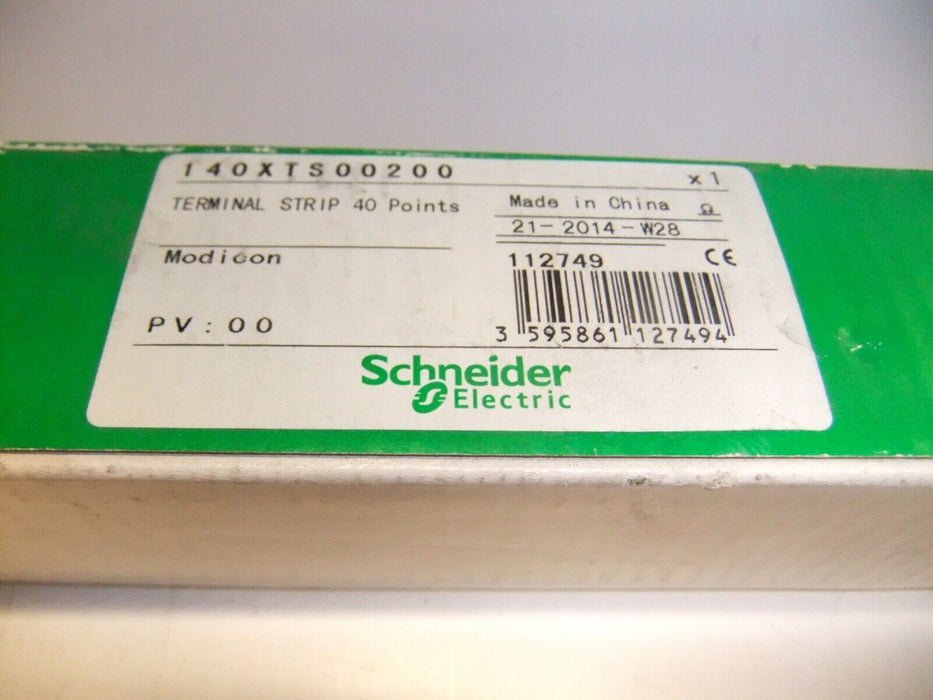 140XTS00200
x1
TERMINAL STRIP 40 Points
Made in China Ω
21-2014-W28
Modicon
112749 CE
PV:00
3 595861 127494
Schneider
Electric